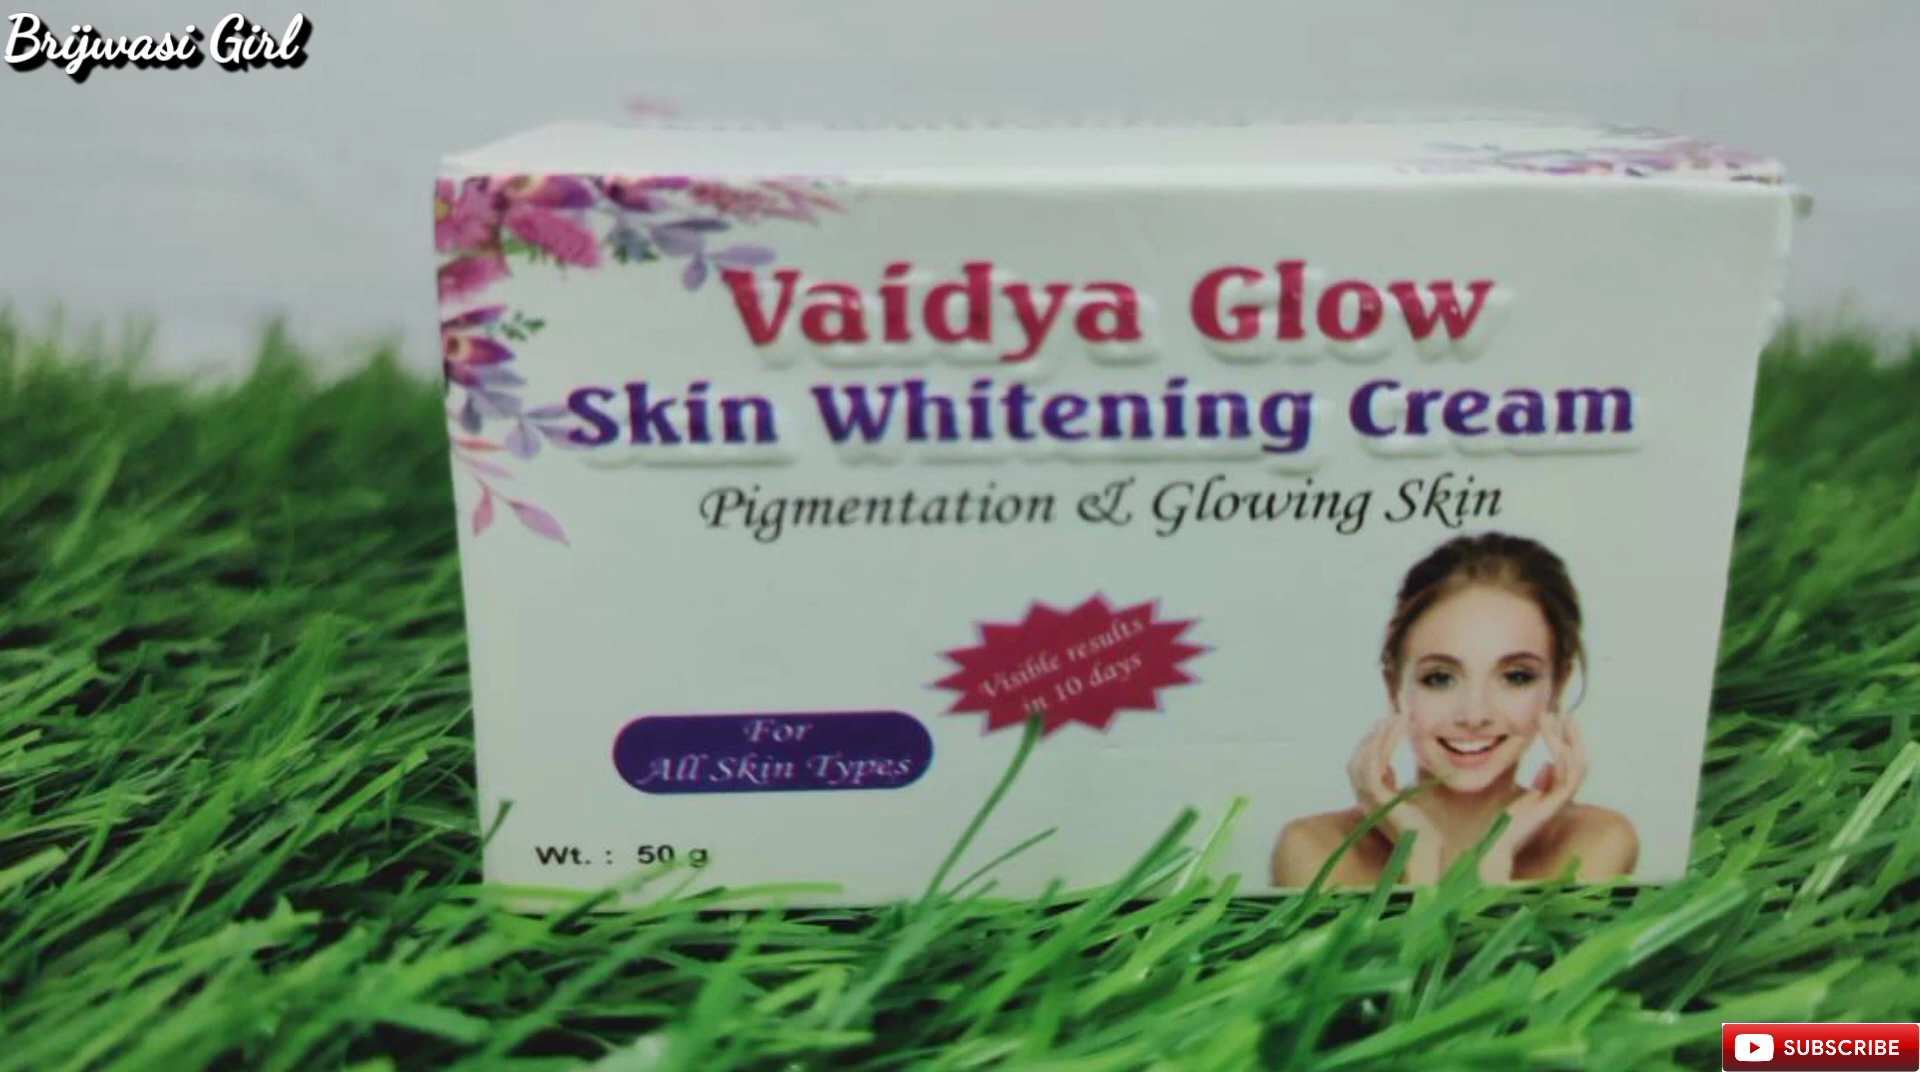 Brijwasi Girl
Vaidya Glow
Skin Whitening Cream
Pigmentation & Glowing Skin
Visible results
in 10 days
For
All Skin Types
Wt. : 50 g
SUBSCRIBE